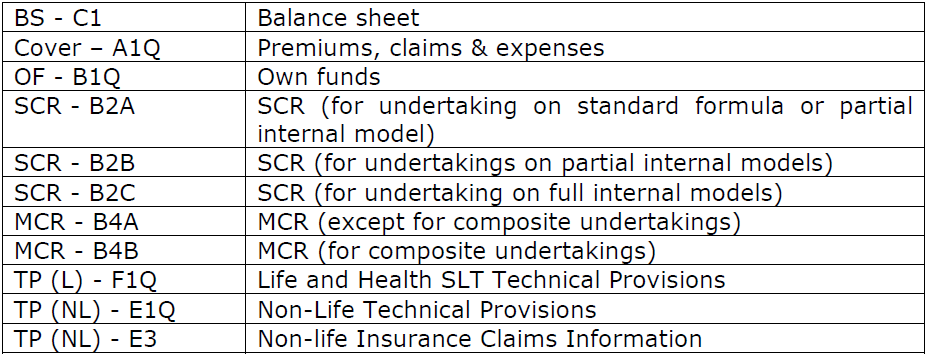 BS - C1 Balance sheet
Cover – A1Q Premiums, claims & expenses
OF - B1Q Own funds
SCR - B2A SCR (for undertaking on standard formula or partial
internal model)
SCR - B2B SCR (for undertakings on partial internal models)
SCR - B2C SCR (for undertaking on full internal models)
MCR - B4A MCR (except for composite undertakings)
MCR - B4B MCR (for composite undertakings)
TP (L) - F1Q Life and Health SLT Technical Provisions
TP (NL) - E1Q Non-Life Technical Provisions
TP (NL) - E3 Non-life Insurance Claims Information